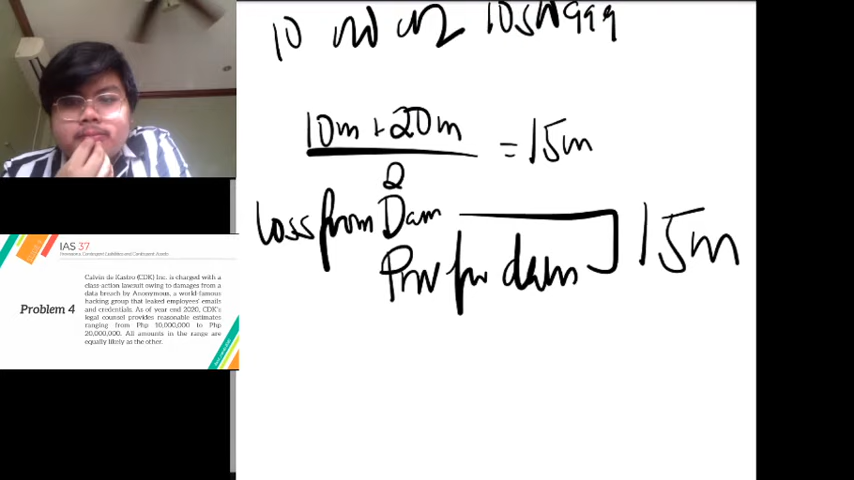 10
10m + 20m = 15m
2
Loss from Dam
Prov for dam
15m
IAS 37
Provisions, Contingent Liabilities and Contingent Assets
Problem 4
Calvin de Kastro (CDK) Inc. is charged with a
class action lawsuit owing to damages from a
data breach by Anonymous, a world-famous
hacking group that leaked employees' emails
and credentials. As of year end 2020, CDK's
legal counsel provides reasonable estimates
ranging from Php 10,000,000 to Php
20,000,000. All amounts in the range are
equally likely as the other.